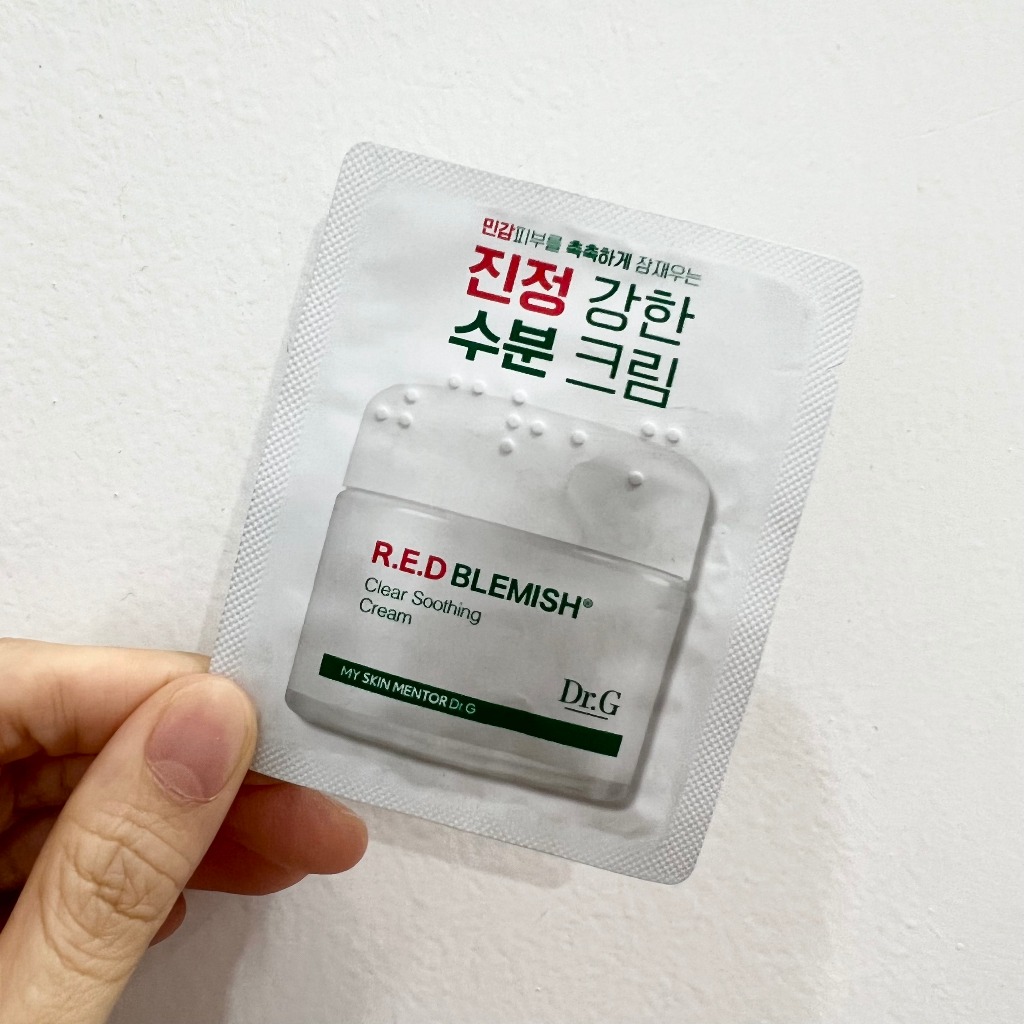 민감피부를 촉촉하게 잠재우는
진정 강한
수분 크림
R.E.D BLEMISH®
Clear Soothing
Cream
MY SKIN MENTOR Dr.G
Dr.G